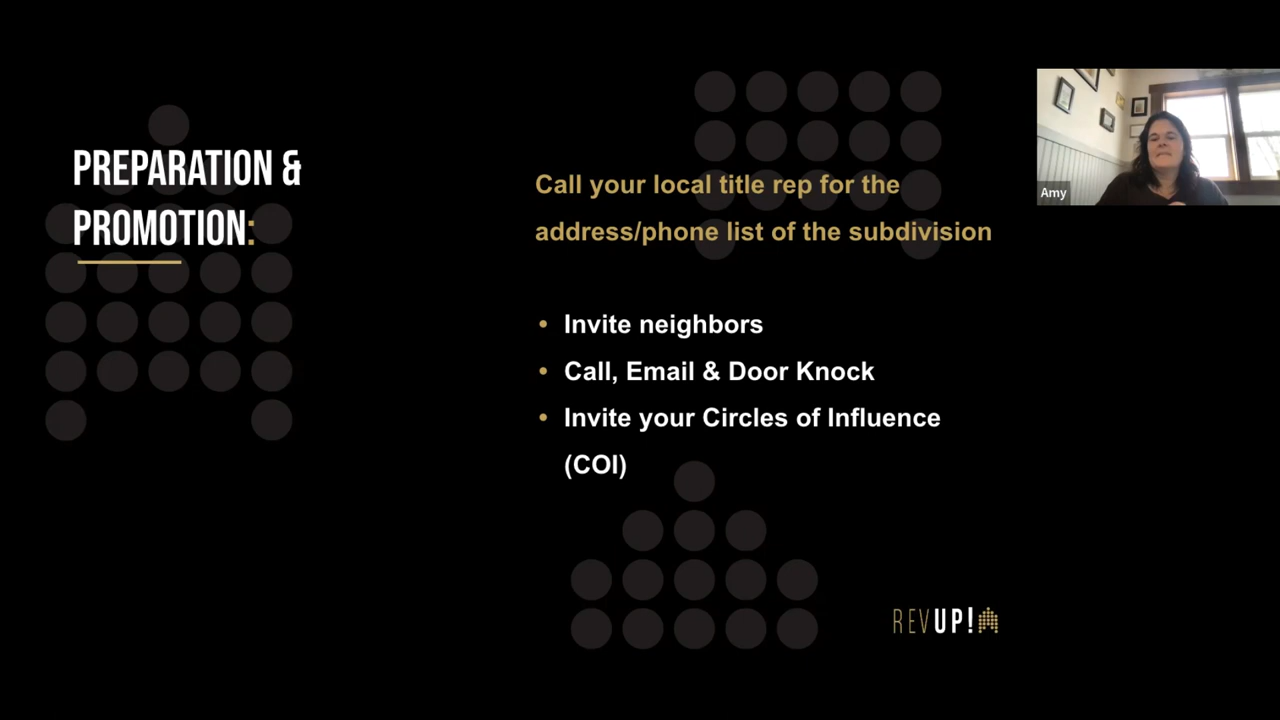 PREPARATION &
PROMOTION:
Call your local title rep for the
address/phone list of the subdivision
• Invite neighbors
• Call, Email & Door Knock
• Invite your Circles of Influence
(COI)
Amy
REVUP!